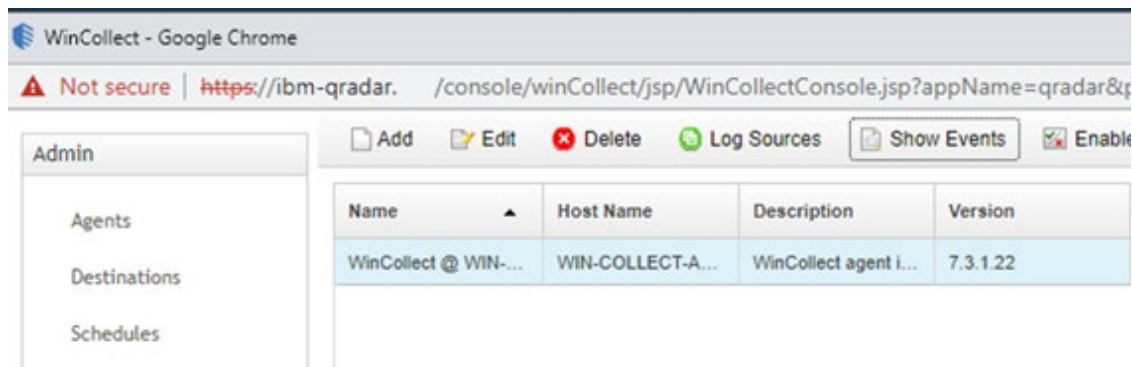 WinCollect - Google Chrome
Not secure | https://ibm-qradar. /console/winCollect/jsp/WinCollectConsole.jsp?appName=qradar&p
Admin
Add Edit Delete Log Sources Show Events Enable
Name Host Name Description Version
Agents
WinCollect @ WIN-... WIN-COLLECT-A... WinCollect agent i... 7.3.1.22
Destinations
Schedules